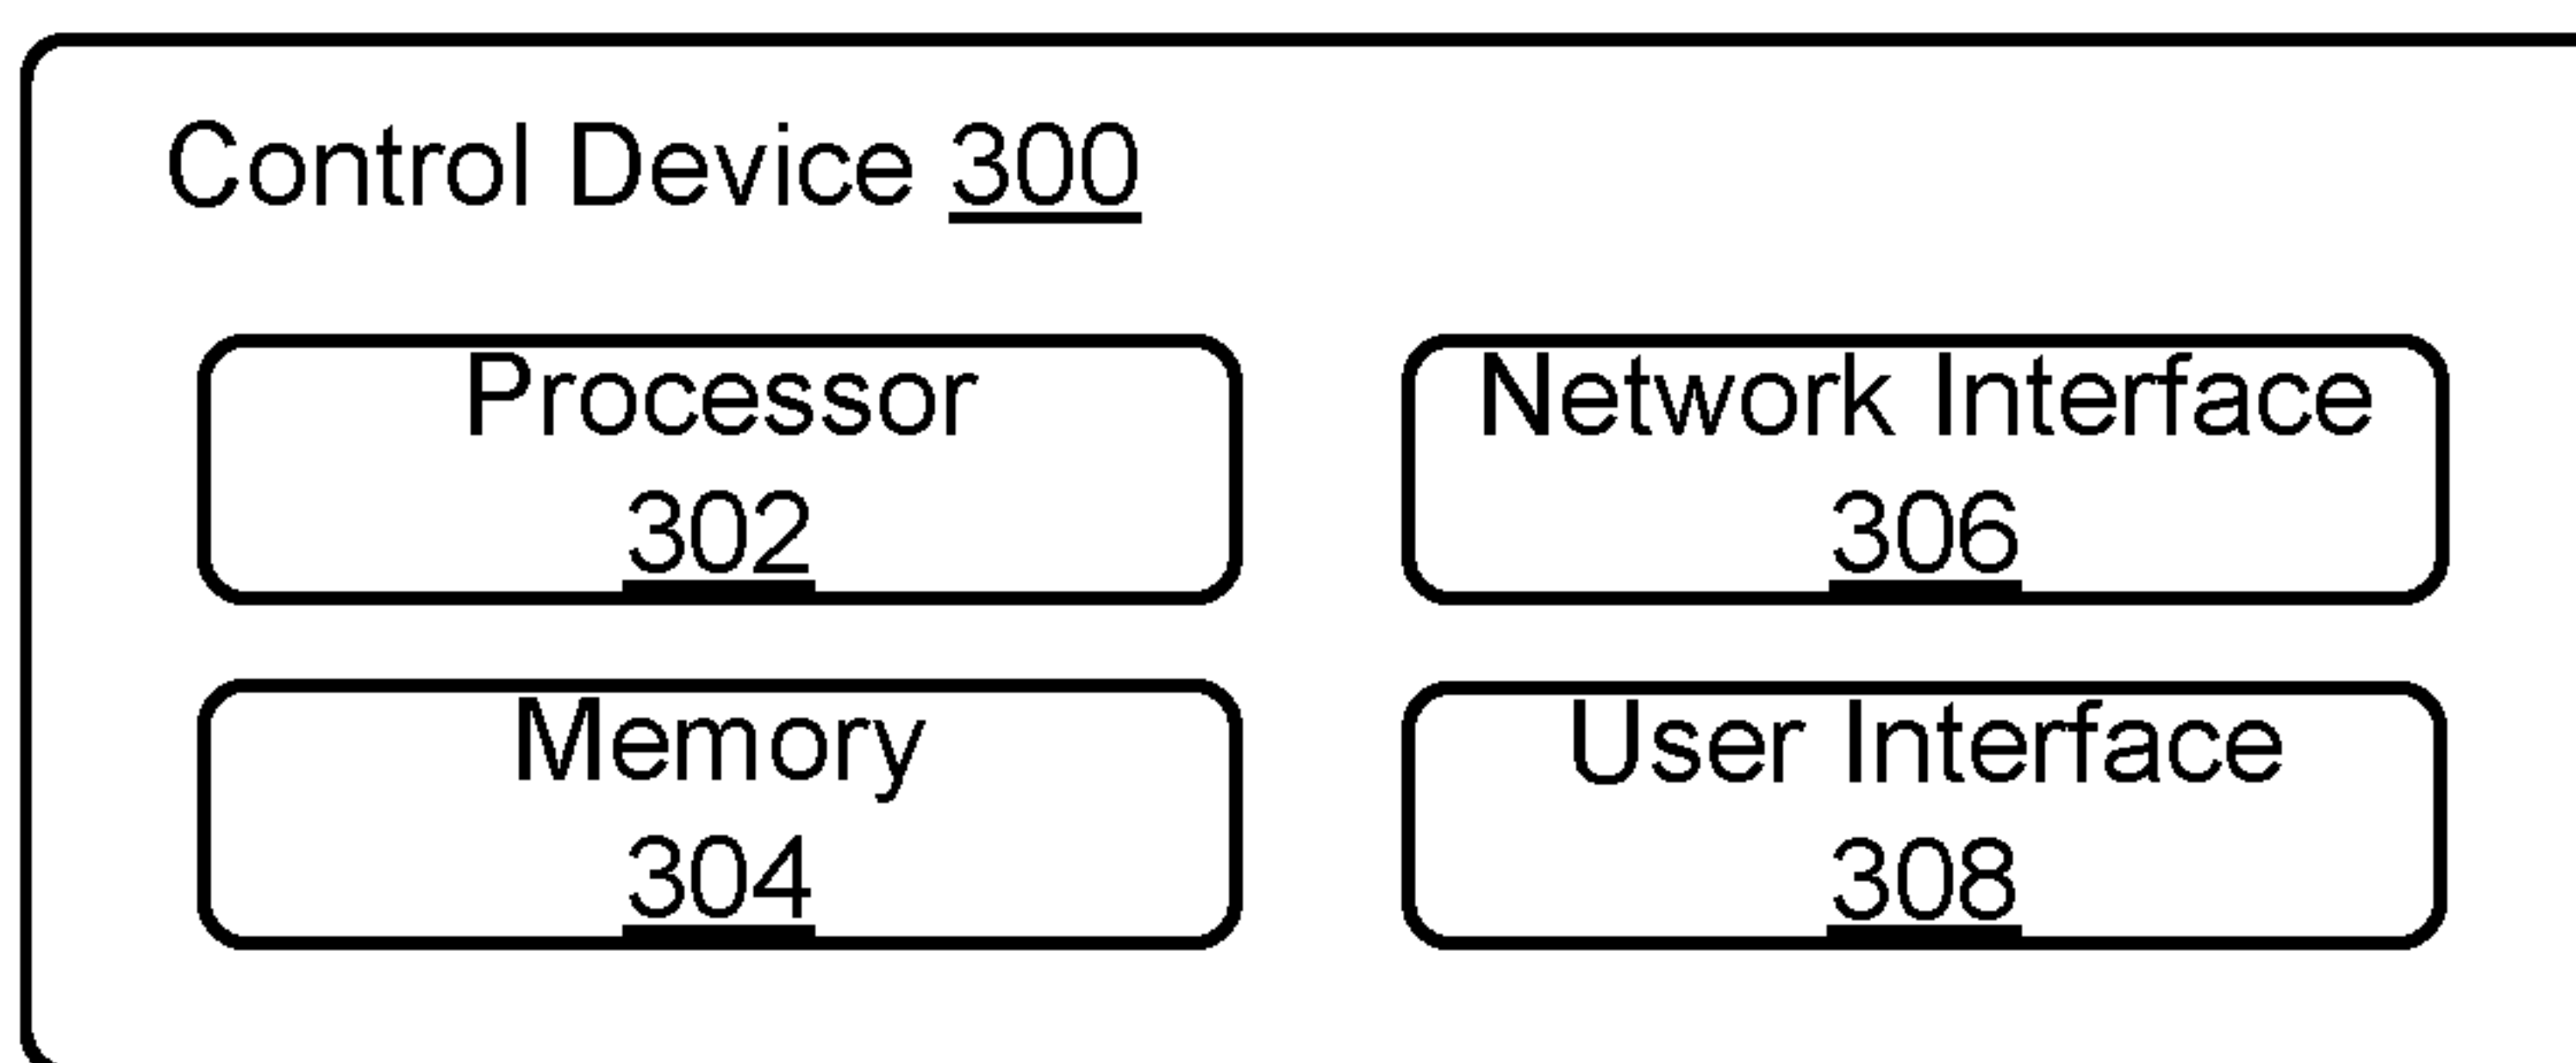 Control Device 300
Processor
302
Network Interface
306
Memory
304
User Interface
308